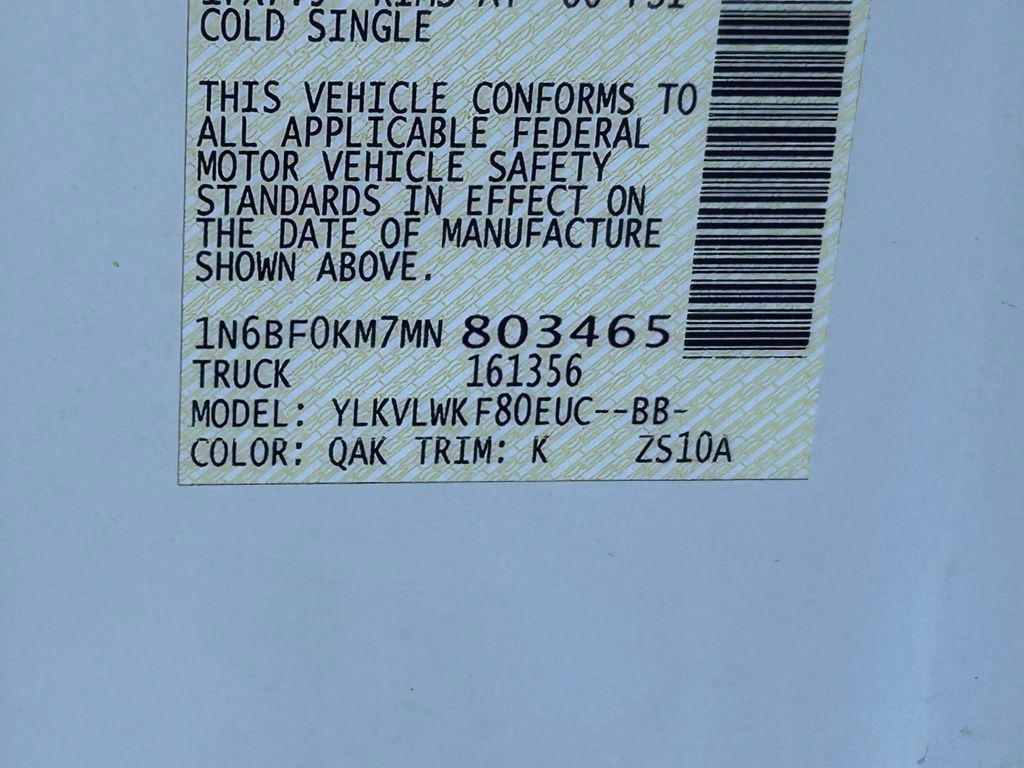 COLD SINGLE
THIS VEHICLE CONFORMS TO
ALL APPLICABLE FEDERAL
MOTOR VEHICLE SAFETY
STANDARDS IN EFFECT ON
THE DATE OF MANUFACTURE
SHOWN ABOVE.
1N6BF0KM7MN 803465
TRUCK 161356
MODEL: YLKVLWKF80EUC--BB-
COLOR: QAK TRIM: K ZS10A